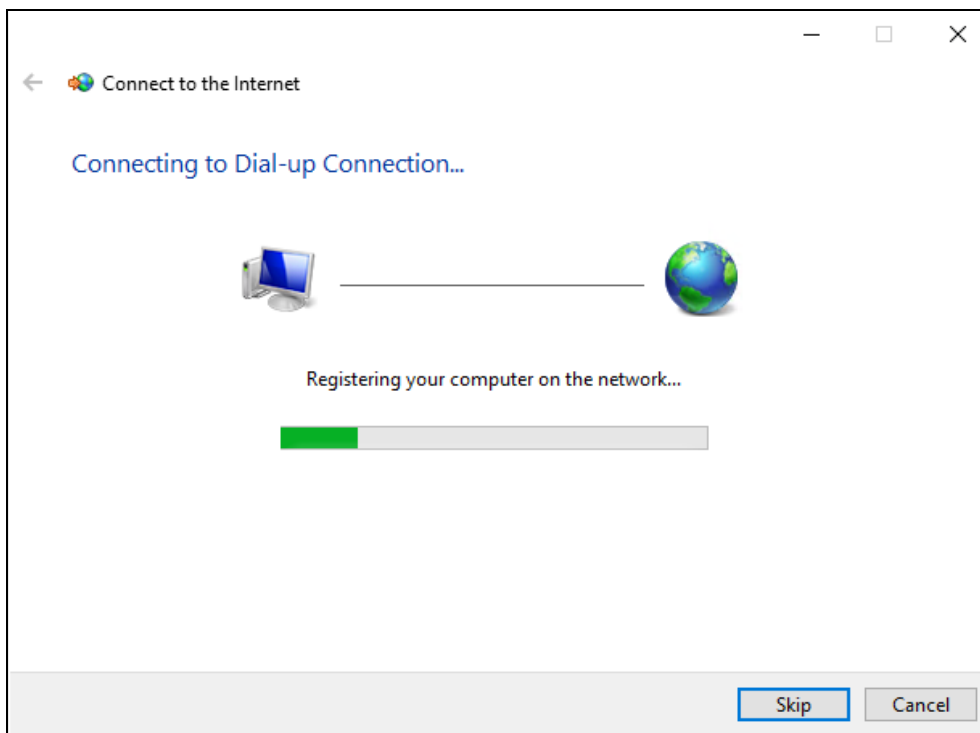 Connect to the Internet
Connecting to Dial-up Connection...
Registering your computer on the network...
Skip Cancel